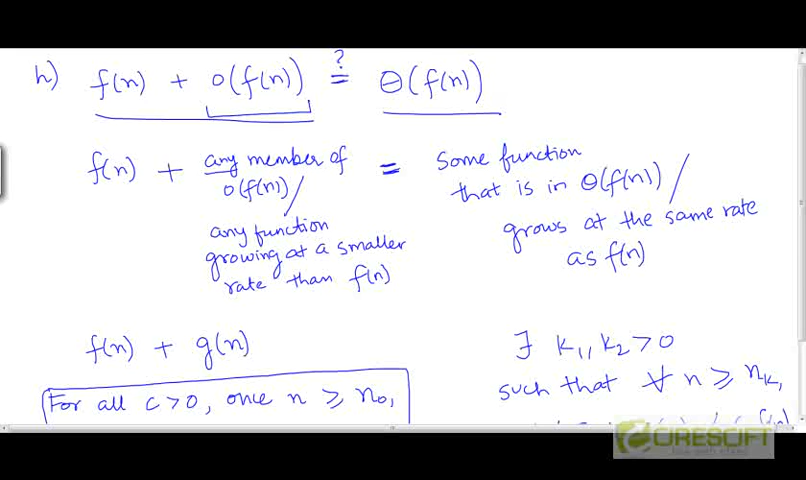 h) f(n) + o(f(n)) ?= Θ(f(n))
f(n) + any member of o(f(n))/ = some function that is in Θ(f(n))/
any function
growing at a smaller
rate than f(n)
grows at the same rate
as f(n)
f(n) + g(n)
For all c>0, once n ≥ n₀,
∃ k₁, k₂ > 0
such that ∀ n ≥ nₖ,
CIRESOFT